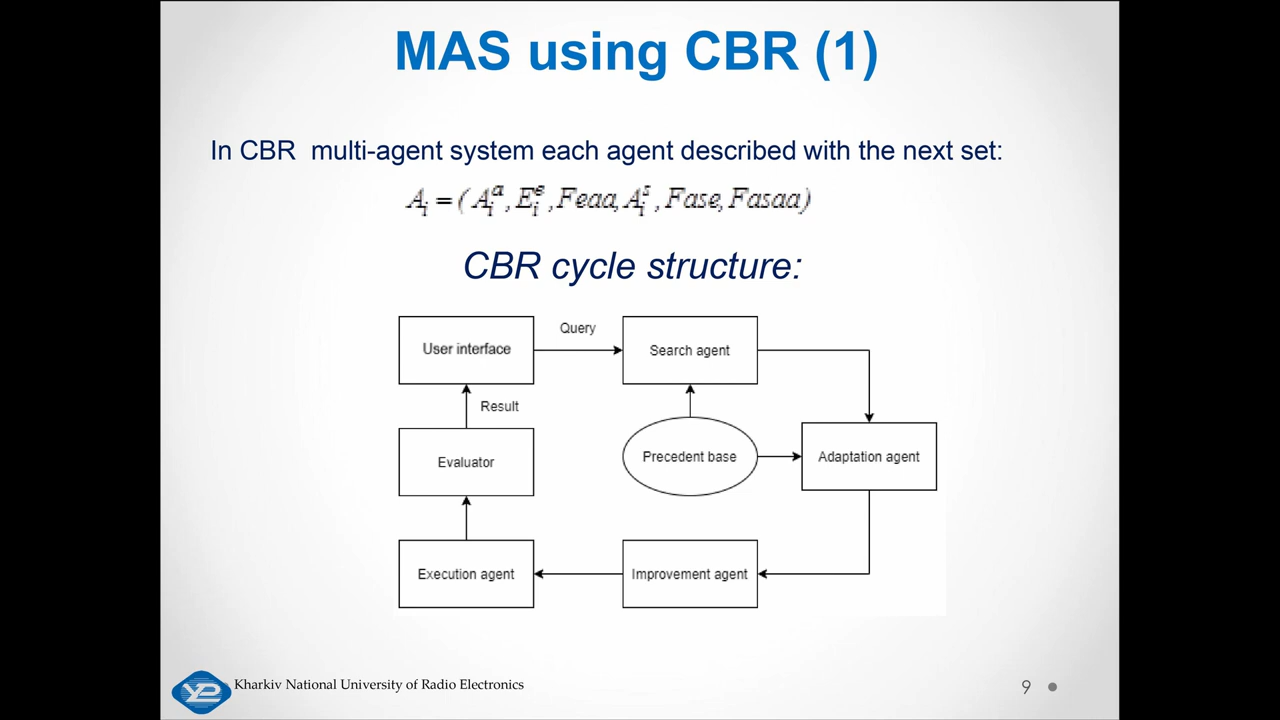 MAS using CBR (1)
In CBR multi-agent system each agent described with the next set:
A_i = ( A_i^a , E_i^e , Feaa, A_i^s , Fase, Fasaa)
CBR cycle structure:
User interface
Query
Search agent
Result
Evaluator
Precedent base
Adaptation agent
Execution agent
Improvement agent
Kharkiv National University of Radio Electronics
9